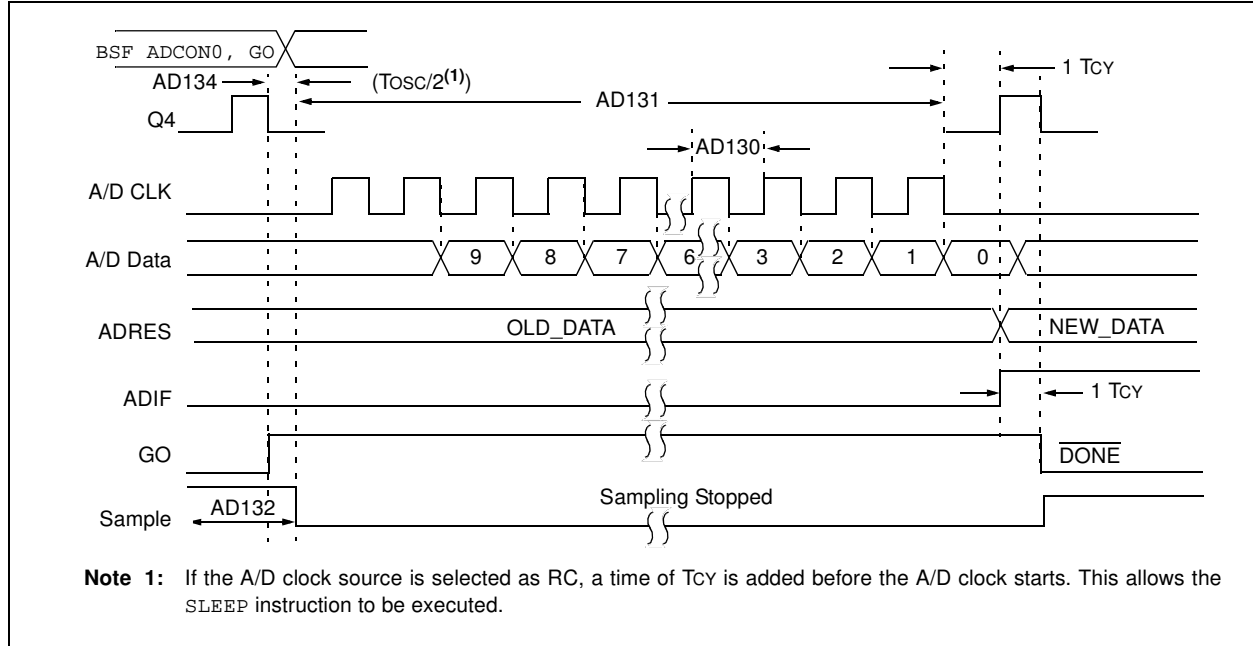 BSF ADCON0, GO
AD134
(TOSC/2(1))
1 TCY
AD131
Q4
AD130
A/D CLK
A/D Data
9 8 7 6 3 2 1 0
ADRES
OLD_DATA
NEW_DATA
ADIF
1 TCY
GO
DONE
Sample
AD132
Sampling Stopped
Note 1: If the A/D clock source is selected as RC, a time of TCY is added before the A/D clock starts. This allows the
SLEEP instruction to be executed.